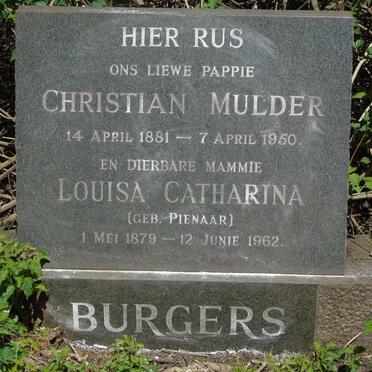 HIER RUS
ONS LIEWE PAPPIE
CHRISTIAN MULDER
14 APRIL 1881 — 7 APRIL 1950.
EN DIERBARE MAMMIE
LOUISA CATHARINA
(GEB. PIENAAR)
1 MEI 1879 — 12 JUNIE 1962.
BURGERS